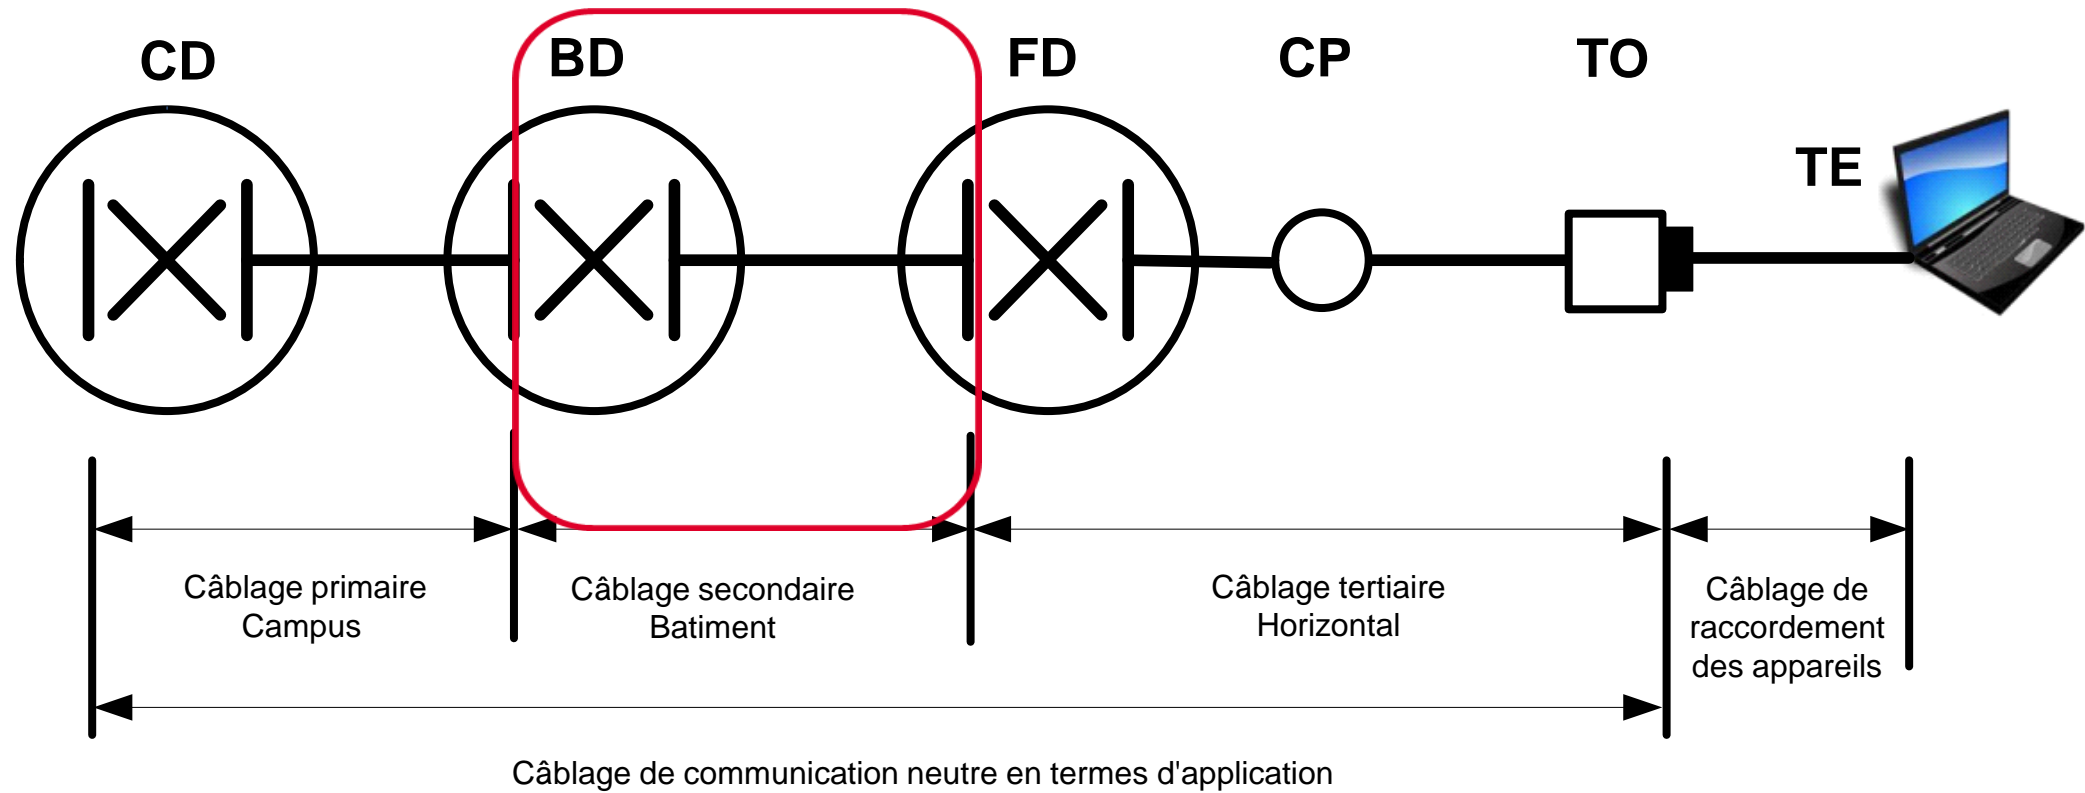 CD
BD
FD
CP
TO
TE
Câblage primaire
Campus
Câblage secondaire
Batiment
Câblage tertiaire
Horizontal
Câblage de
raccordement
des appareils
Câblage de communication neutre en termes d'application